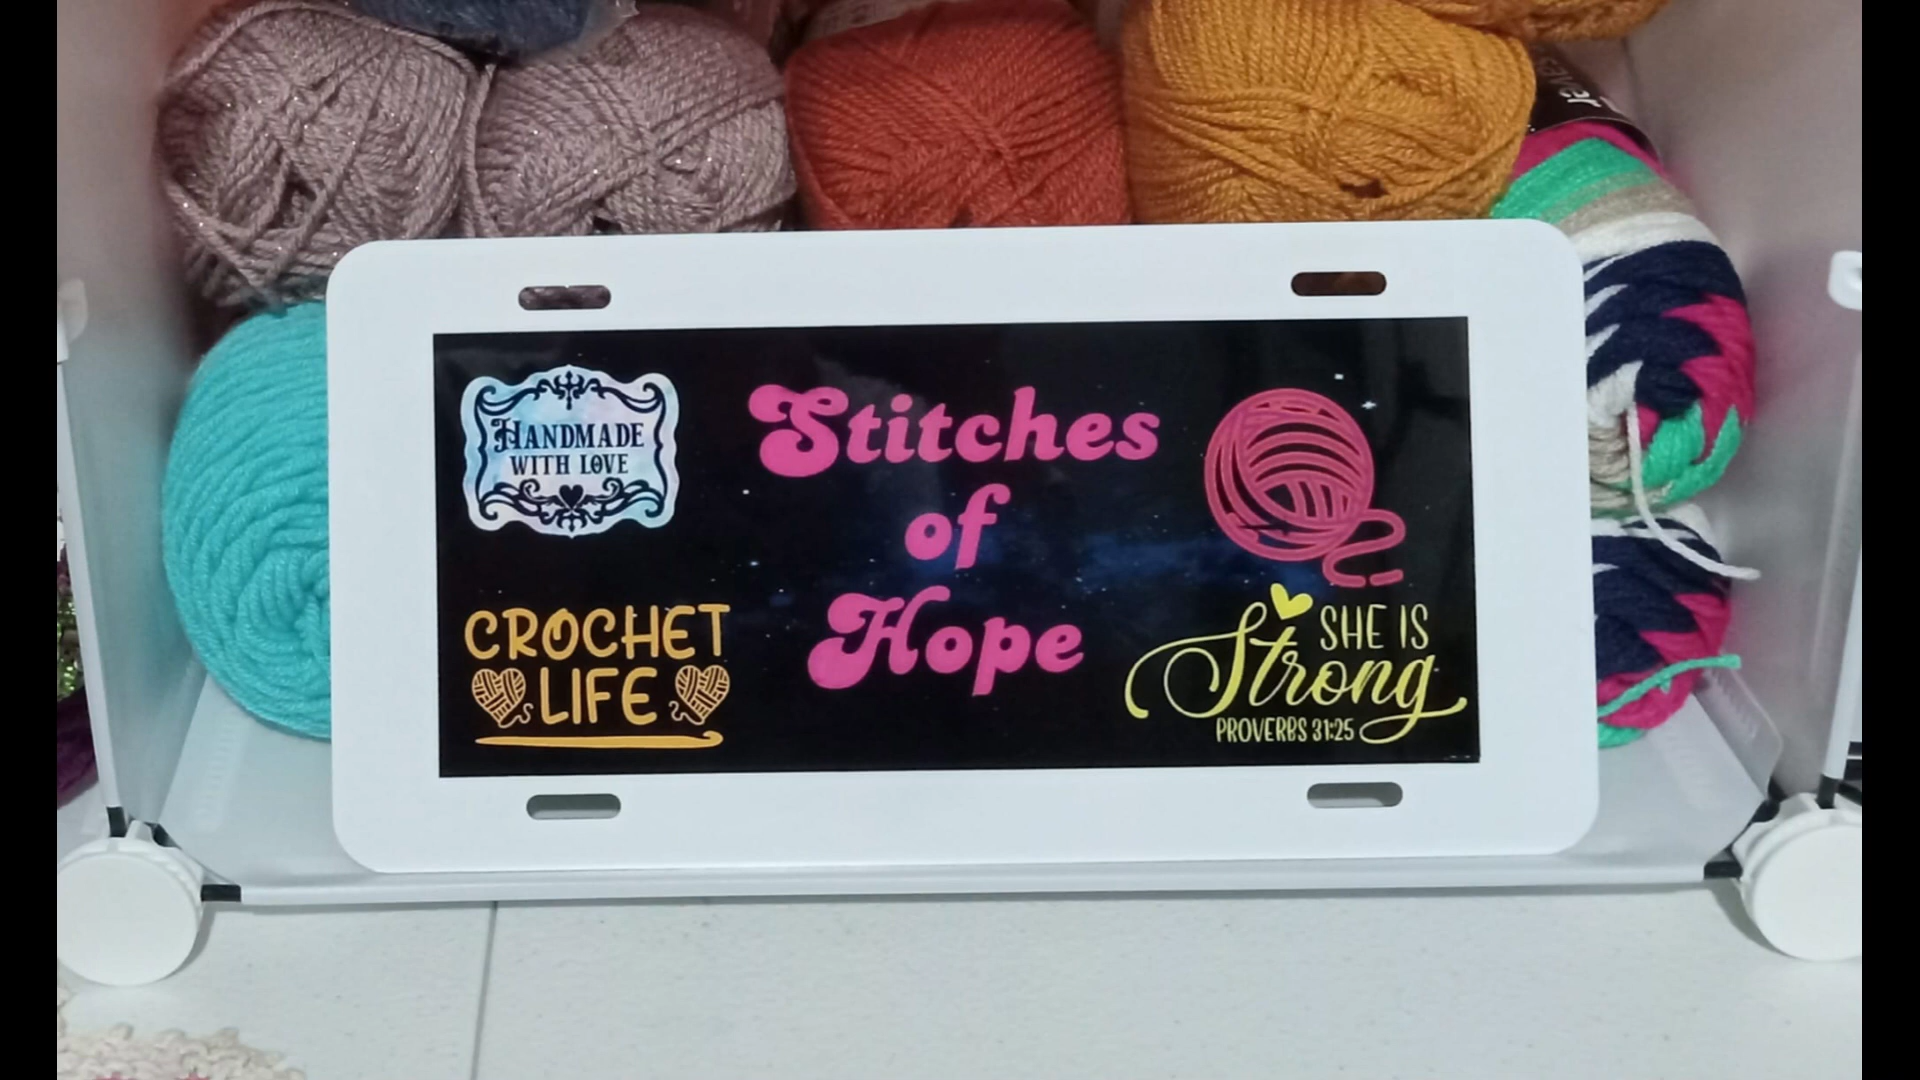 HANDMADE
WITH LOVE
Stitches
of
Hope
CROCHET
LIFE
SHE IS
Strong
PROVERBS 31:25